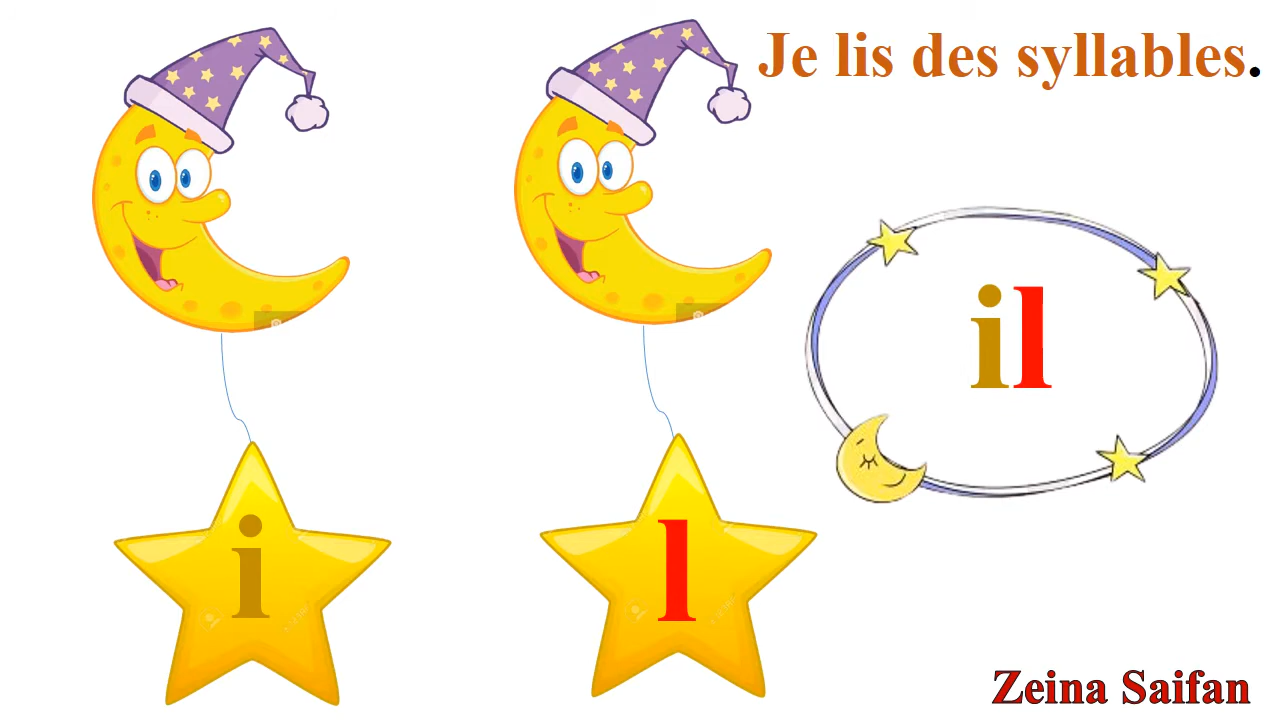 Je lis des syllables.
il
i
l
Zeina Saifan